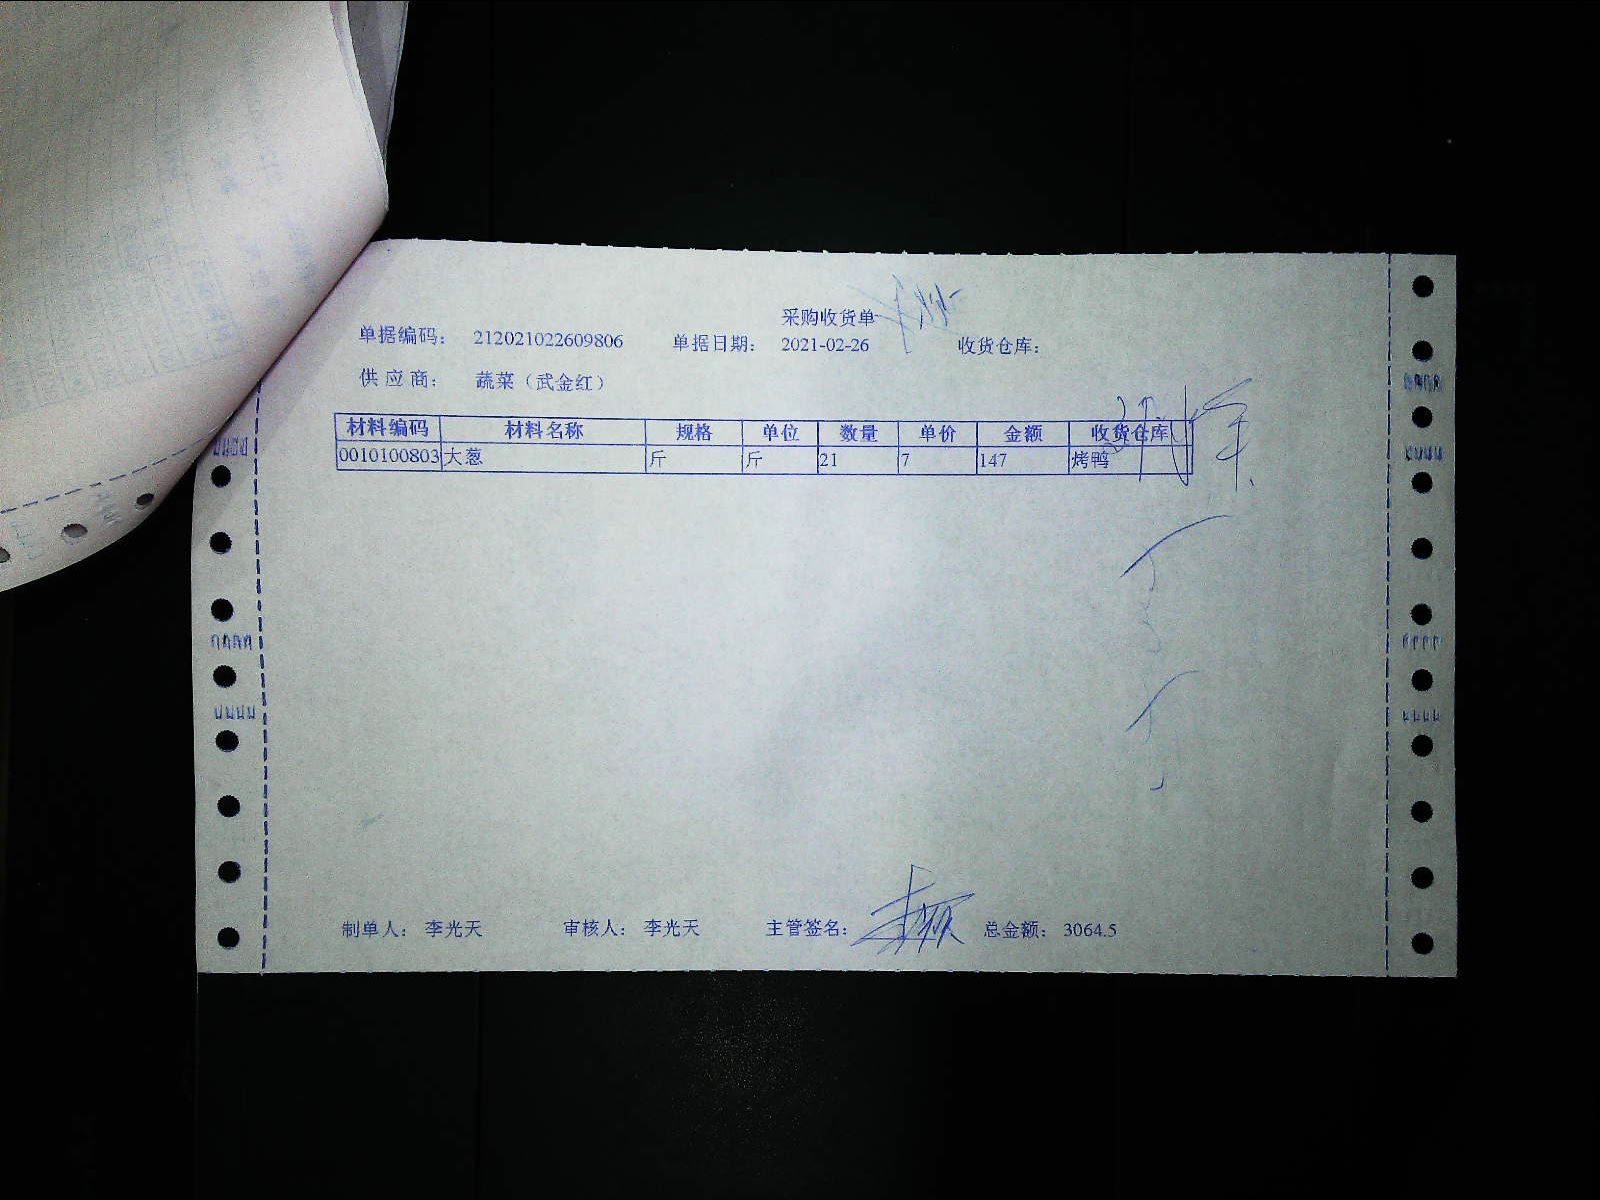 采购收货单
单据编码： 212021022609806 单据日期： 2021-02-26 收货仓库：
供应商： 蔬菜（武金红）
材料编码 材料名称 规格 单位 数量 单价 金额 收货仓库
0010100803 大葱 斤 斤 21 7 147 烤鸭
制单人： 李光天 审核人： 李光天 主管签名： 总金额： 3064.5